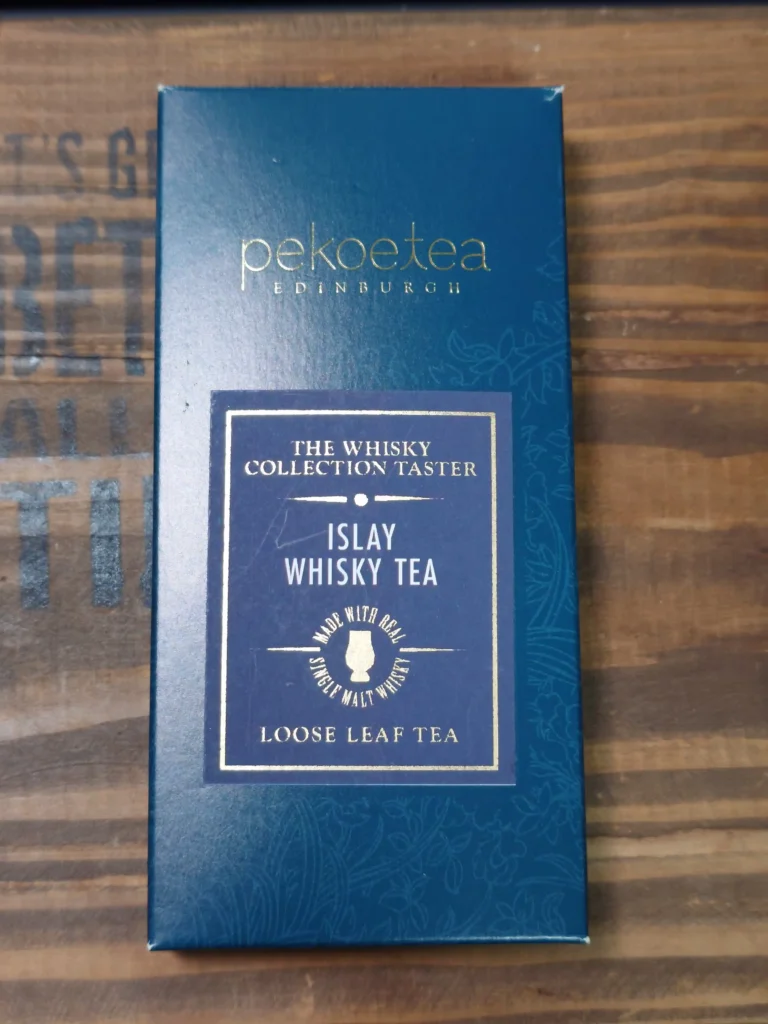 pekoetea
EDINBURGH
THE WHISKY
COLLECTION TASTER
ISLAY
WHISKY TEA
MADE WITH REAL
SINGLE MALT WHISKY
LOOSE LEAF TEA